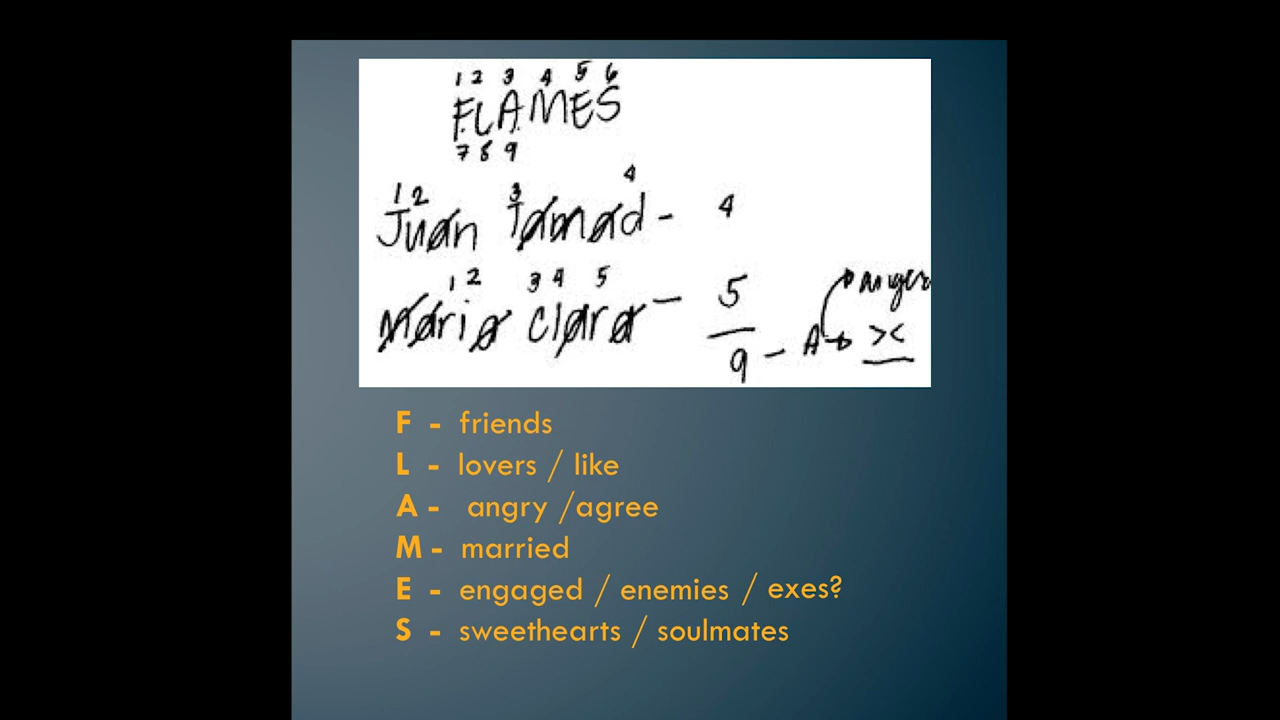 1 2 3 4 5 6
FLAMES
7 8 9
1 2 3 4
Juan Tamad - 4
1 2 3 4 5
Maria Clara - 5
9 - A → ><
anger
F - friends
L - lovers / like
A - angry /agree
M - married
E - engaged / enemies / exes?
S - sweethearts / soulmates